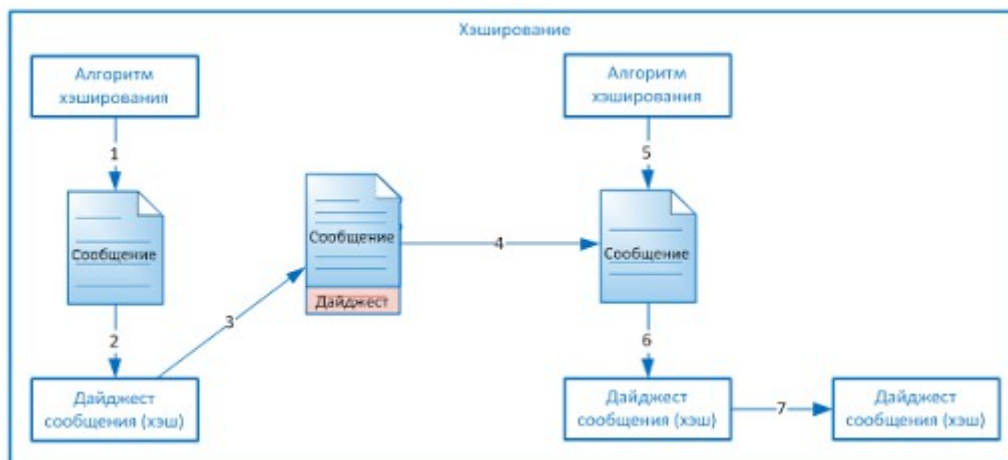 Хэширование
Алгоритм
хэширования
Алгоритм
хэширования
1
5
Сообщение
Сообщение
Дайджест
4
Сообщение
2
3
6
Дайджест
сообщения (хэш)
Дайджест
сообщения (хэш)
7
Дайджест
сообщения (хэш)